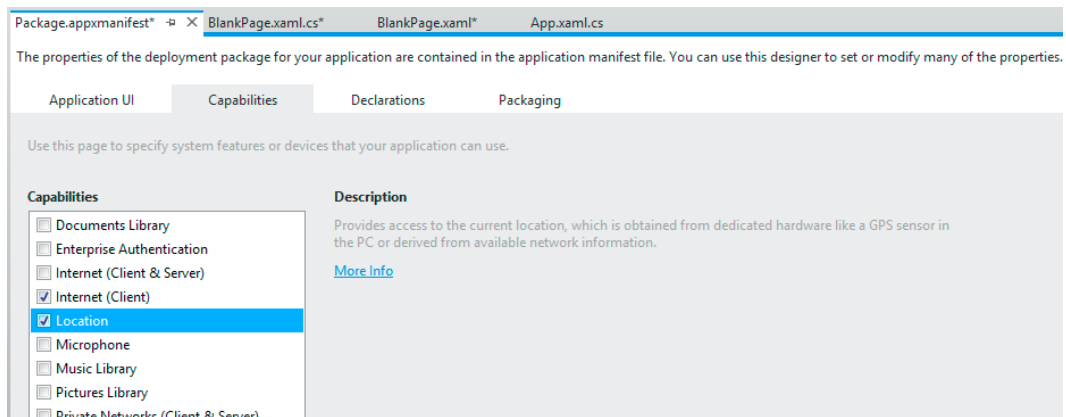 Package.appxmanifest* BlankPage.xaml.cs* BlankPage.xaml* App.xaml.cs
The properties of the deployment package for your application are contained in the application manifest file. You can use this designer to set or modify many of the properties.
Application UI Capabilities Declarations Packaging
Use this page to specify system features or devices that your application can use.
Capabilities
Documents Library
Enterprise Authentication
Internet (Client & Server)
Internet (Client)
Location
Microphone
Music Library
Pictures Library
Private Networks (Client & Server)
Description
Provides access to the current location, which is obtained from dedicated hardware like a GPS sensor in
the PC or derived from available network information.
More Info